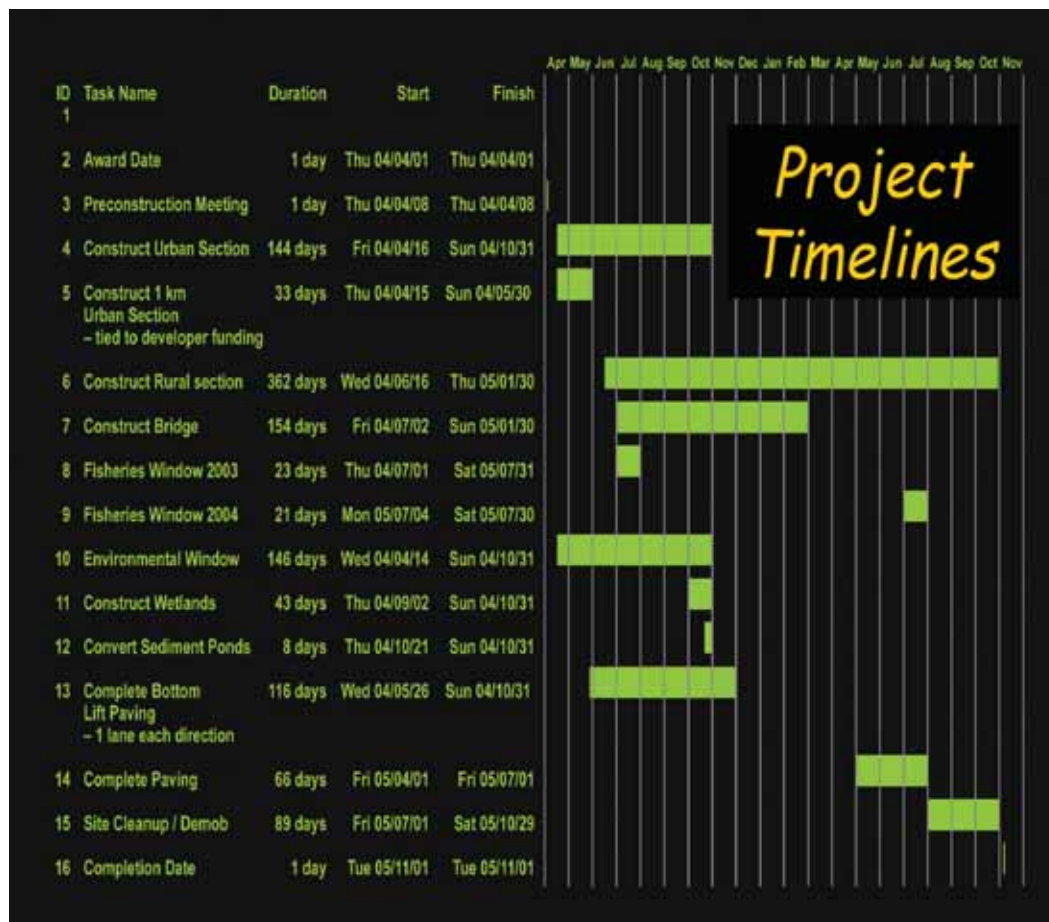 Apr May Jun Jul Aug Sep Oct Nov Dec Jan Feb Mar Apr May Jun Jul Aug Sep Oct Nov
ID Task Name Duration Start Finish
1
Project
Timelines
2 Award Date 1 day Thu 04/04/01 Thu 04/04/01
3 Preconstruction Meeting 1 day Thu 04/04/08 Thu 04/04/08
4 Construct Urban Section 144 days Fri 04/04/16 Sun 04/10/31
5 Construct 1 km 33 days Thu 04/04/15 Sun 04/05/30
Urban Section
– tied to developer funding
6 Construct Rural section 362 days Wed 04/06/16 Thu 05/01/30
7 Construct Bridge 154 days Fri 04/07/02 Sun 05/01/30
8 Fisheries Window 2003 23 days Thu 04/07/01 Sat 05/07/31
9 Fisheries Window 2004 21 days Mon 05/07/04 Sat 05/07/30
10 Environmental Window 146 days Wed 04/04/14 Sun 04/10/31
11 Construct Wetlands 43 days Thu 04/09/02 Sun 04/10/31
12 Convert Sediment Ponds 8 days Thu 04/10/21 Sun 04/10/31
13 Complete Bottom 116 days Wed 04/05/26 Sun 04/10/31
Lift Paving
– 1 lane each direction
14 Complete Paving 66 days Fri 05/04/01 Fri 05/07/01
15 Site Cleanup / Demob 89 days Fri 05/07/01 Sat 05/10/29
16 Completion Date 1 day Tue 05/11/01 Tue 05/11/01